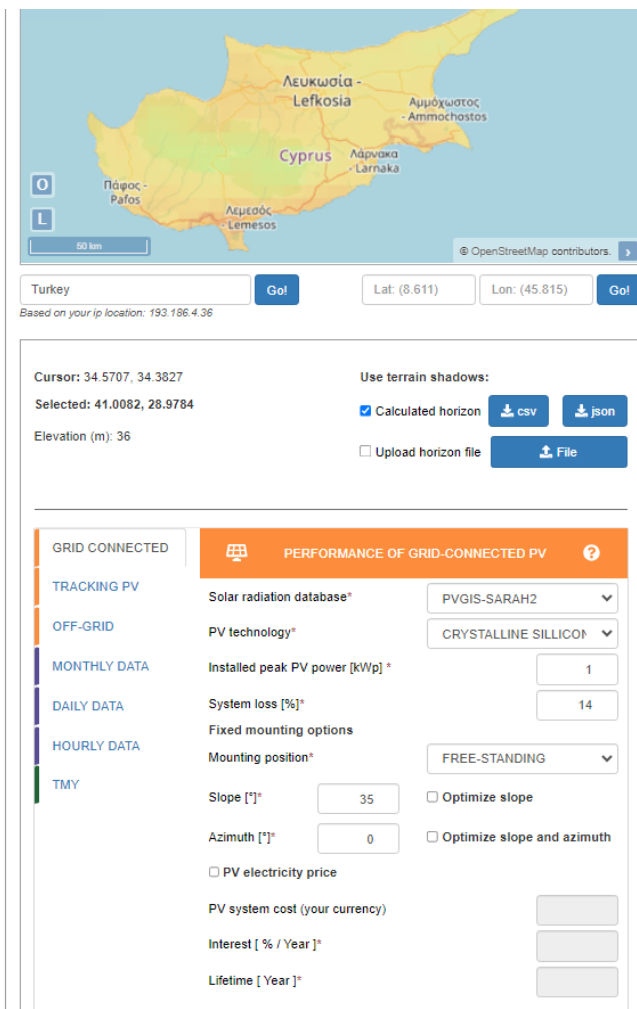 Λευκωσία -
Lefkosia
Αμμόχωστος
- Ammochostos
Cyprus
Λάρνακα
- Larnaka
Πάφος -
Pafos
Λεμεσός
- Lemesos
O
L
50 km
© OpenStreetMap contributors.
Turkey Go! Lat: (8.611) Lon: (45.815) Go!
Based on your ip location: 193.186.4.36
Cursor: 34.5707, 34.3827 Use terrain shadows:
Selected: 41.0082, 28.9784 Calculated horizon csv json
Elevation (m): 36
Upload horizon file File
GRID CONNECTED
TRACKING PV
OFF-GRID
MONTHLY DATA
DAILY DATA
HOURLY DATA
TMY
PERFORMANCE OF GRID-CONNECTED PV ?
Solar radiation database* PVGIS-SARAH2
PV technology* CRYSTALLINE SILLICON
Installed peak PV power [kWp] * 1
System loss [%]* 14
Fixed mounting options
Mounting position* FREE-STANDING
Slope [°]* 35 Optimize slope
Azimuth [°]* 0 Optimize slope and azimuth
PV electricity price
PV system cost (your currency)
Interest [ % / Year ]*
Lifetime [ Year ]*